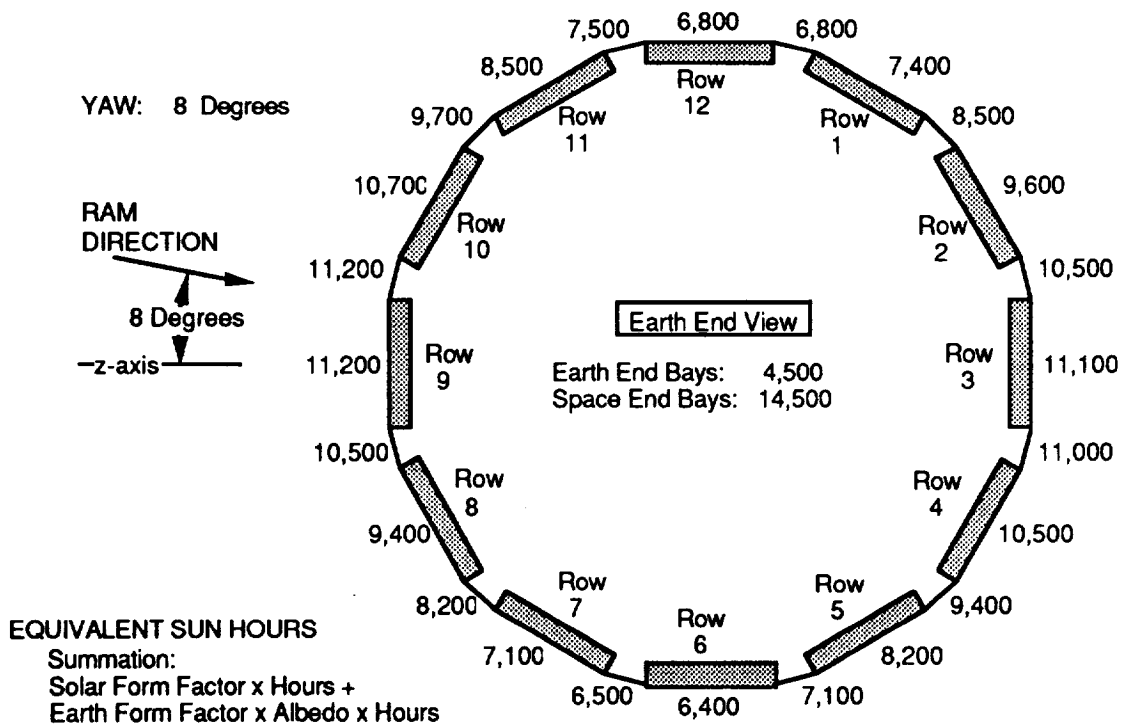 7,500
6,800
6,800
8,500
7,400
YAW: 8 Degrees
9,700
Row
11
Row
12
Row
1
8,500
10,700
9,600
RAM
DIRECTION
Row
10
Row
2
11,200
10,500
8 Degrees
Earth End View
-z-axis
11,200
Row
9
Earth End Bays: 4,500
Space End Bays: 14,500
Row
3
11,100
10,500
11,000
Row
8
Row
4
9,400
10,500
8,200
Row
7
Row
6
Row
5
9,400
EQUIVALENT SUN HOURS
Summation:
Solar Form Factor x Hours +
Earth Form Factor x Albedo x Hours
7,100
8,200
6,500
6,400
7,100